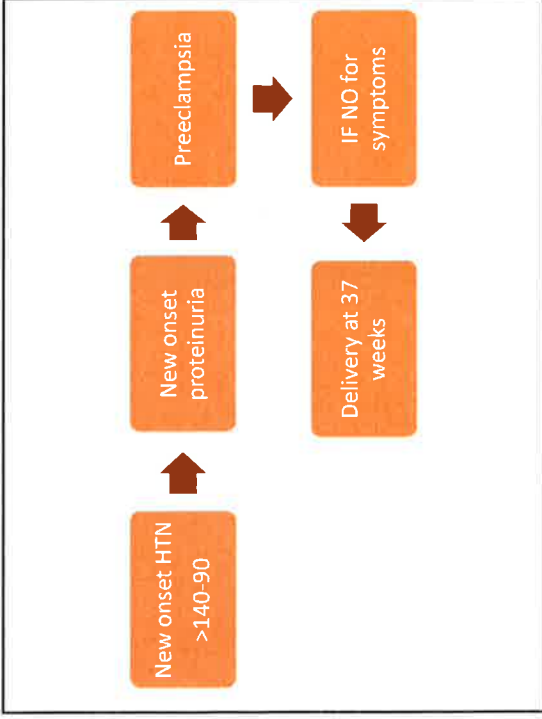 New onset HTN
>140-90
New onset
proteinuria
Preeclampsia
IF NO for
symptoms
Delivery at 37
weeks